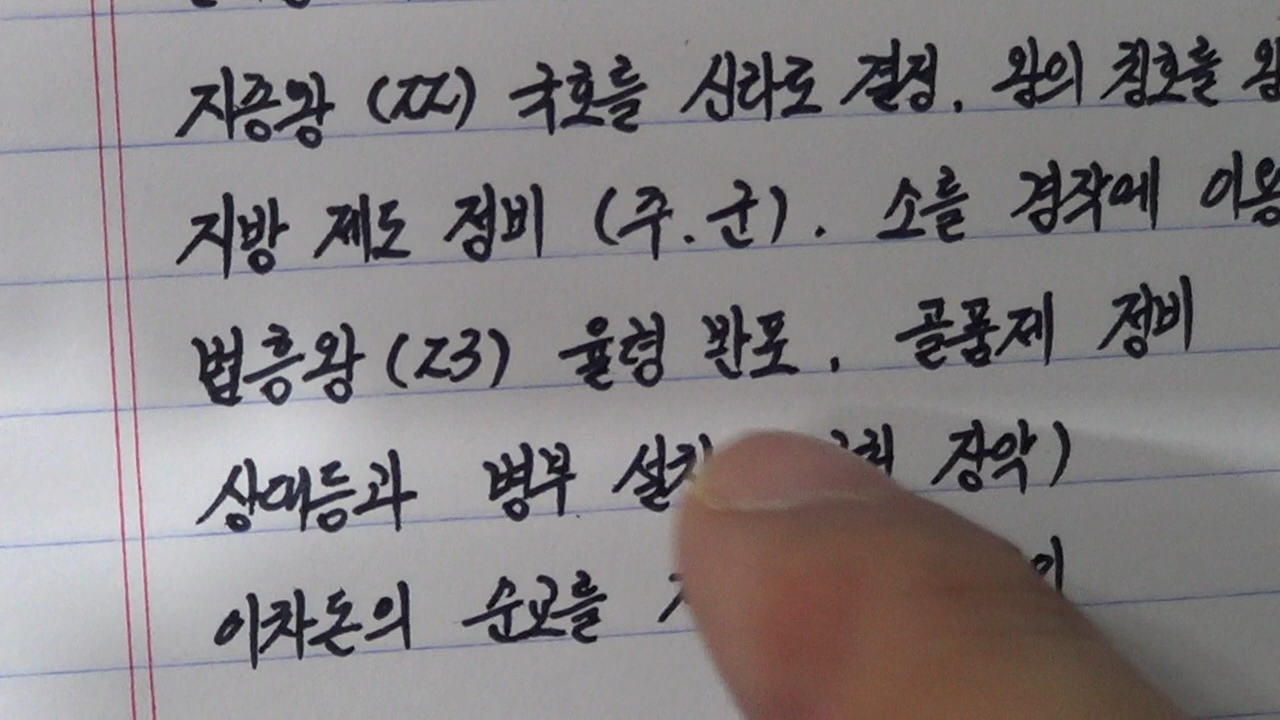 지증왕 (22) 국호를 신라로 결정. 왕의 칭호를
지방 제도 정비 (주.군). 소를 경작에
법흥왕 (23) 율령 반포, 골품제 정비
상대등과 병부 장악)
이차돈의 순교를